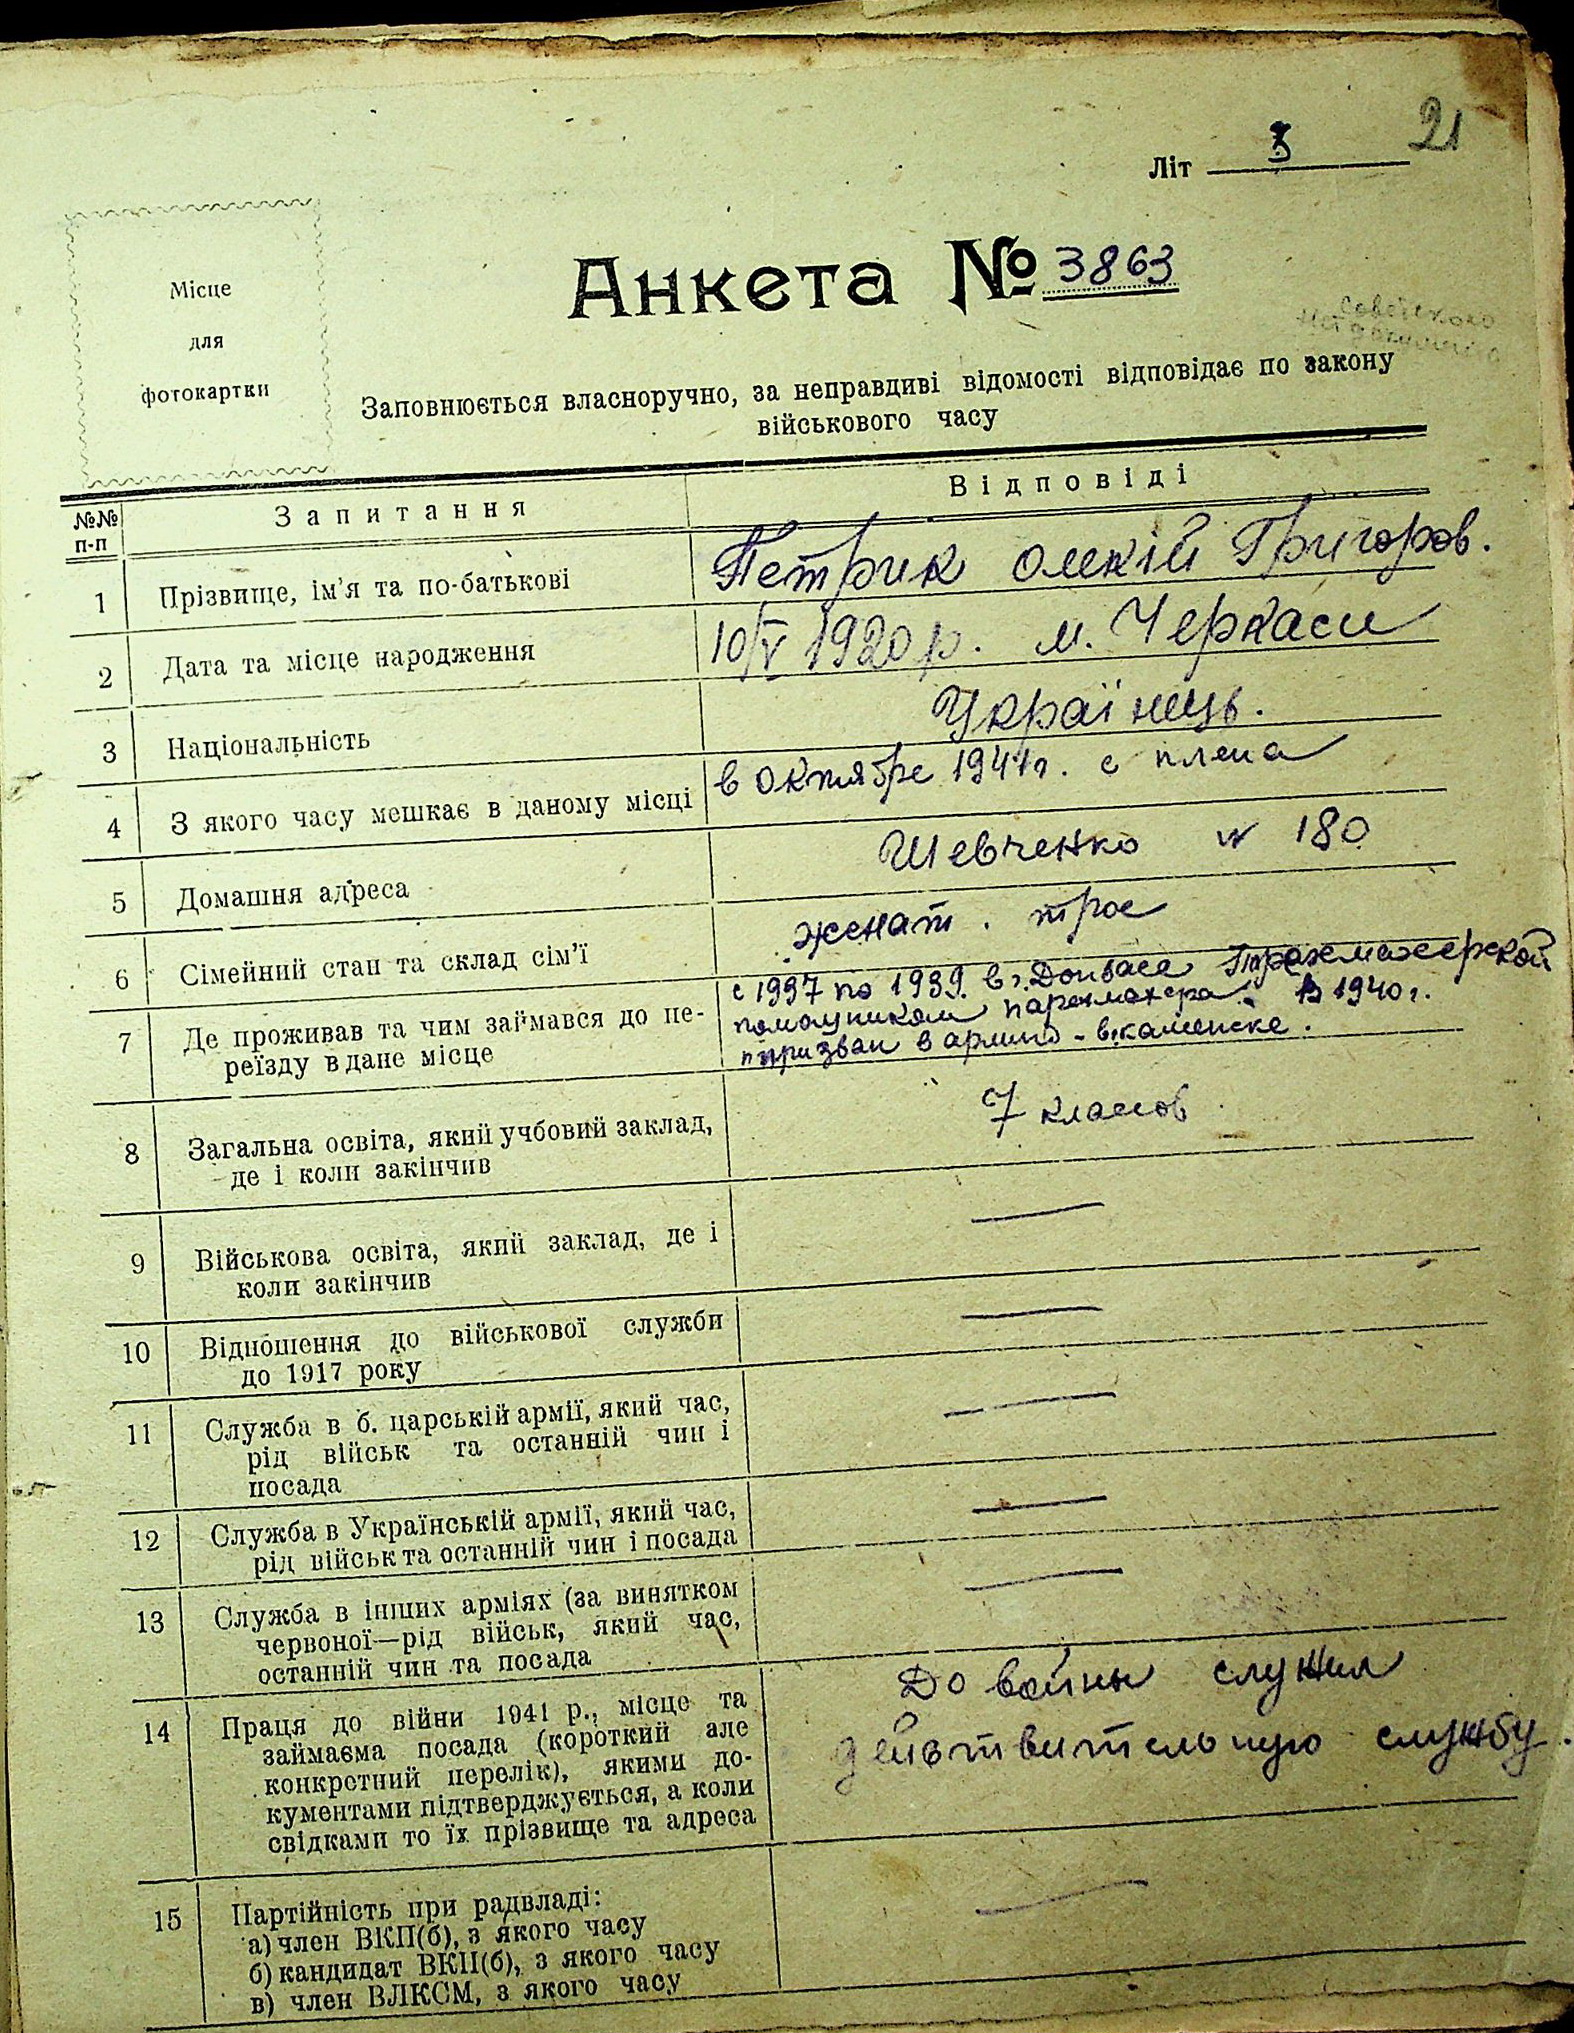 21
Літ З
Місце
для
фотокартки
Анкета № 3863
Заповнюється власноручно, за неправдиві відомості відповідає по закону
військового часу
№№ п-п
Запитання
Відповіді
1 Прізвище, ім'я та по-батькові
Петрик Олекій Григоров.
2 Дата та місце народження
10/V 1920 р. м. Черкаси
3 Національність
Українець.
4 З якого часу мешкає в даному місці
в Октябре 1941 г. с плена
5 Домашня адреса
Шевченко № 180
6 Сімейний стан та склад сім'ї
женат. трое
7 Де проживав та чим займався до пе-
реїзду в дане місце
с 1937 по 1939. в г. Донбасе Парехмахерской
помощником парехмахера. В 1940 г.
призван в армию - в. каменске.
8 Загальна освіта, який учбовий заклад,
де і коли закінчив
7 класов
9 Військова освіта, який заклад, де і
коли закінчив
—
10 Відношення до військової служби
до 1917 року
—
11 Служба в б. царській армії, який час,
рід військ та останній чин і
посада
—
12 Служба в Українській армії, який час,
рід військ та останній чин і посада
—
13 Служба в інших арміях (за винятком
червоної—рід військ, який час,
останній чин та посада
—
14 Праця до війни 1941 р., місце та
займаєма посада (короткий але
конкретний перелік), якими до-
кументами підтверджується, а коли
свідками то їх прізвище та адреса
До войны служил
действительную службу.
15 Партійність при радвладі:
а) член ВКП(б), з якого часу
б) кандидат ВКП(б), з якого часу
в) член ВЛКСМ, з якого часу
—